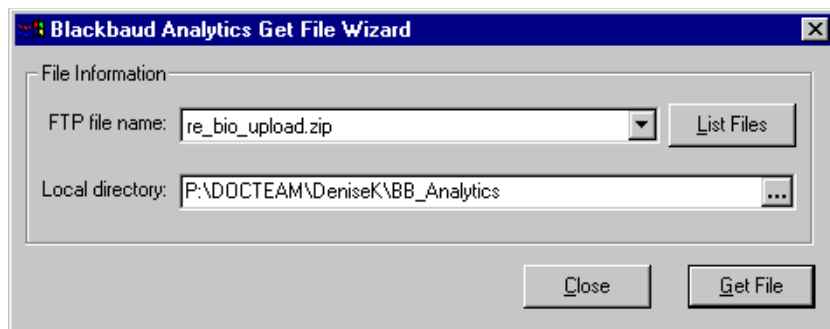 Blackbaud Analytics Get File Wizard
File Information
FTP file name: re_bio_upload.zip List Files
Local directory: P:\DOCTEAM\DeniseK\BB_Analytics ...
Close Get File